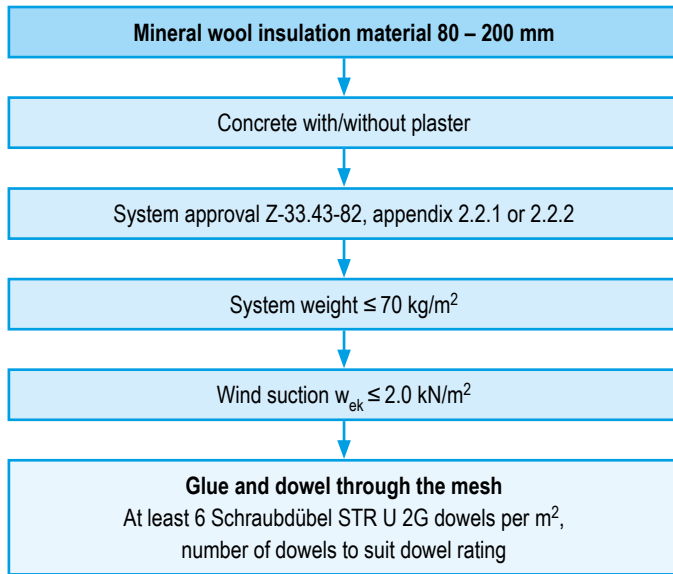 Mineral wool insulation material 80 – 200 mm
Concrete with/without plaster
System approval Z-33.43-82, appendix 2.2.1 or 2.2.2
System weight ≤ 70 kg/m²
Wind suction wₑₖ ≤ 2.0 kN/m²
Glue and dowel through the mesh
At least 6 Schraubdübel STR U 2G dowels per m²,
number of dowels to suit dowel rating